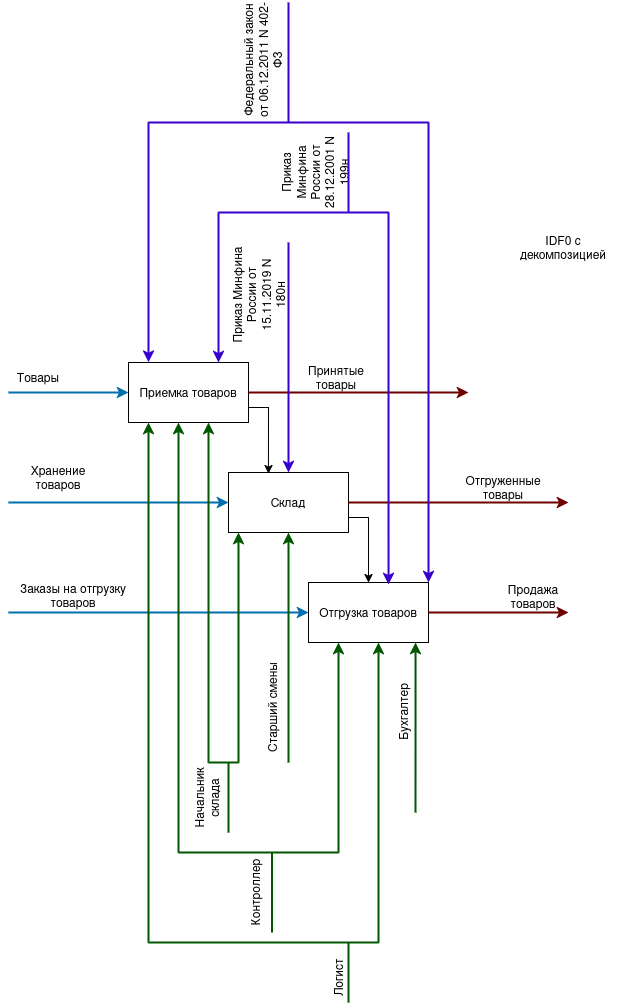 Федеральный закон
от 06.12.2011 N 402-
ФЗ
Приказ
Минфина
России от
28.12.2001 N
199н
Приказ Минфина
России от
15.11.2019 N
180н
IDF0 с
декомпозицией
Товары
Приемка товаров
Принятые
товары
Хранение
товаров
Склад
Отгруженные
товары
Заказы на отгрузку
товаров
Отгрузка товаров
Продажа
товаров
Старший смены
Бухгалтер
Начальник
склада
Контроллер
Логист